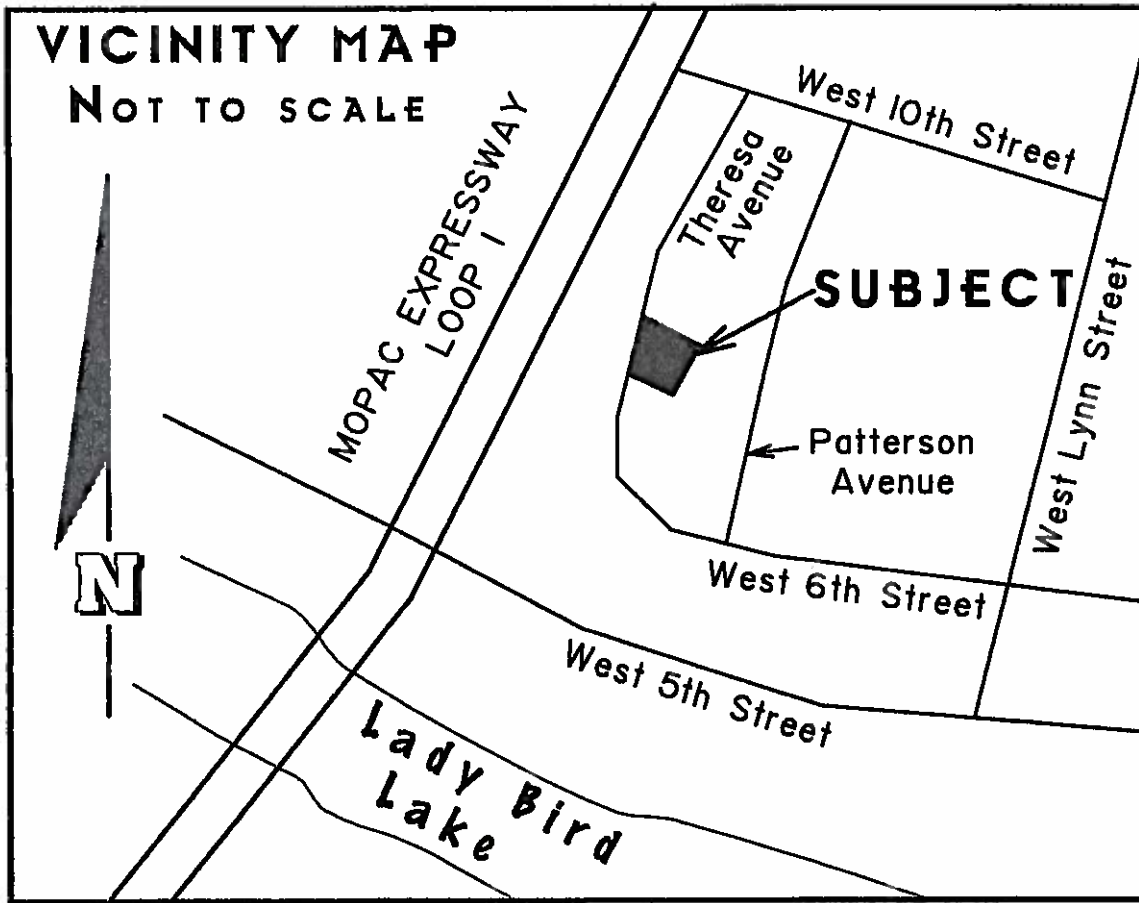 VICINITY MAP
NOT TO SCALE
MOPAC EXPRESSWAY
LOOP 1
West 10th Street
Theresa
Avenue
SUBJECT
West Lynn Street
Patterson
Avenue
N
West 6th Street
West 5th Street
Lady Bird
Lake